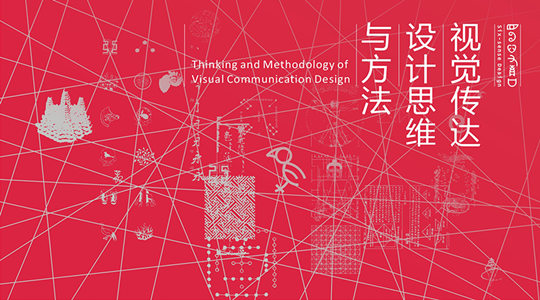 视觉传达
设计思维
与方法
Thinking and Methodology of
Visual Communication Design
Six-sense Design